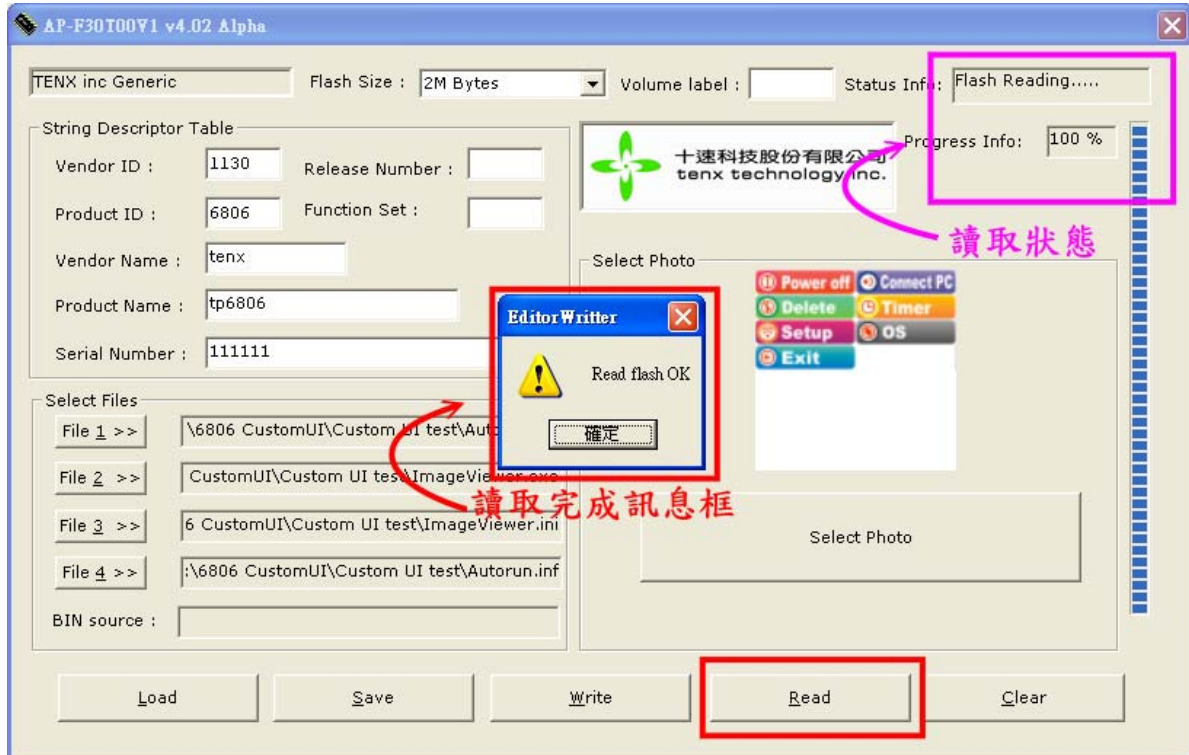 AP-F30T00Y1 v4.02 Alpha
TENX inc Generic
Flash Size : 2M Bytes
Volume label :
Status Info: Flash Reading.....
Progress Info: 100 %
String Descriptor Table
Vendor ID : 1130
Release Number :
Product ID : 6806
Function Set :
Vendor Name : tenx
Product Name : tp6806
Serial Number : 111111
十速科技股份有限公司
tenx technology inc.
讀取狀態
Select Photo
Power off
Connect PC
Delete
Timer
Setup
OS
Exit
Select Photo
EditorWritter
Read flash OK
確定
讀取完成訊息框
Select Files
File 1 >> \6806 CustomUI\Custom UI test\Auto
File 2 >> CustomUI\Custom UI test\ImageViewer.exe
File 3 >> 6 CustomUI\Custom UI test\ImageViewer.ini
File 4 >> :\6806 CustomUI\Custom UI test\Autorun.inf
BIN source :
Load
Save
Write
Read
Clear